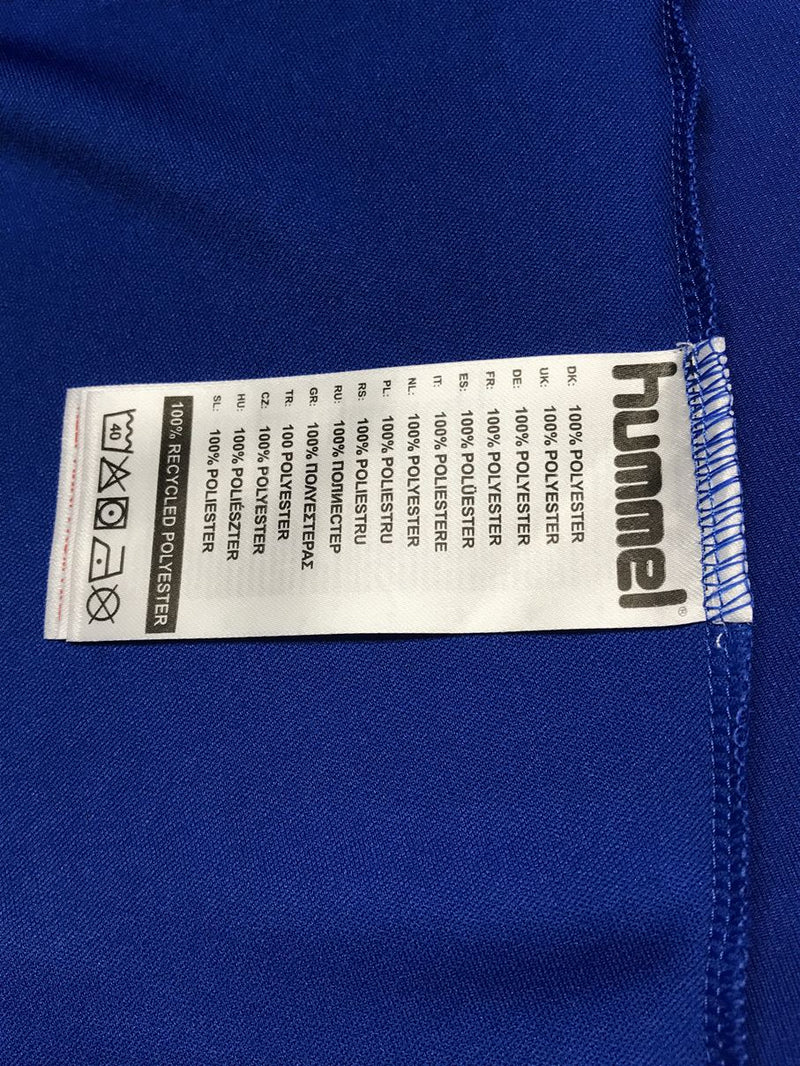 hummel®
DK: 100% POLYESTER
UK: 100% POLYESTER
DE: 100% POLYESTER
FR: 100% POLYESTER
ES: 100% POLÜESTER
IT: 100% POLIESTERE
NL: 100% POLYESTER
PL: 100% POLIESTRU
RS: 100% POLIESTRU
RU: 100% ПОПИЕСТЕР
GR: 100% ΠΟΛΥΕΣΤΕΡΑΣ
TR: 100 POLYESTER
CZ: 100% POLYESTER
HU: 100% POLIÉSZTER
SL: 100% POLIESTER
100% RECYCLED POLYESTER
40